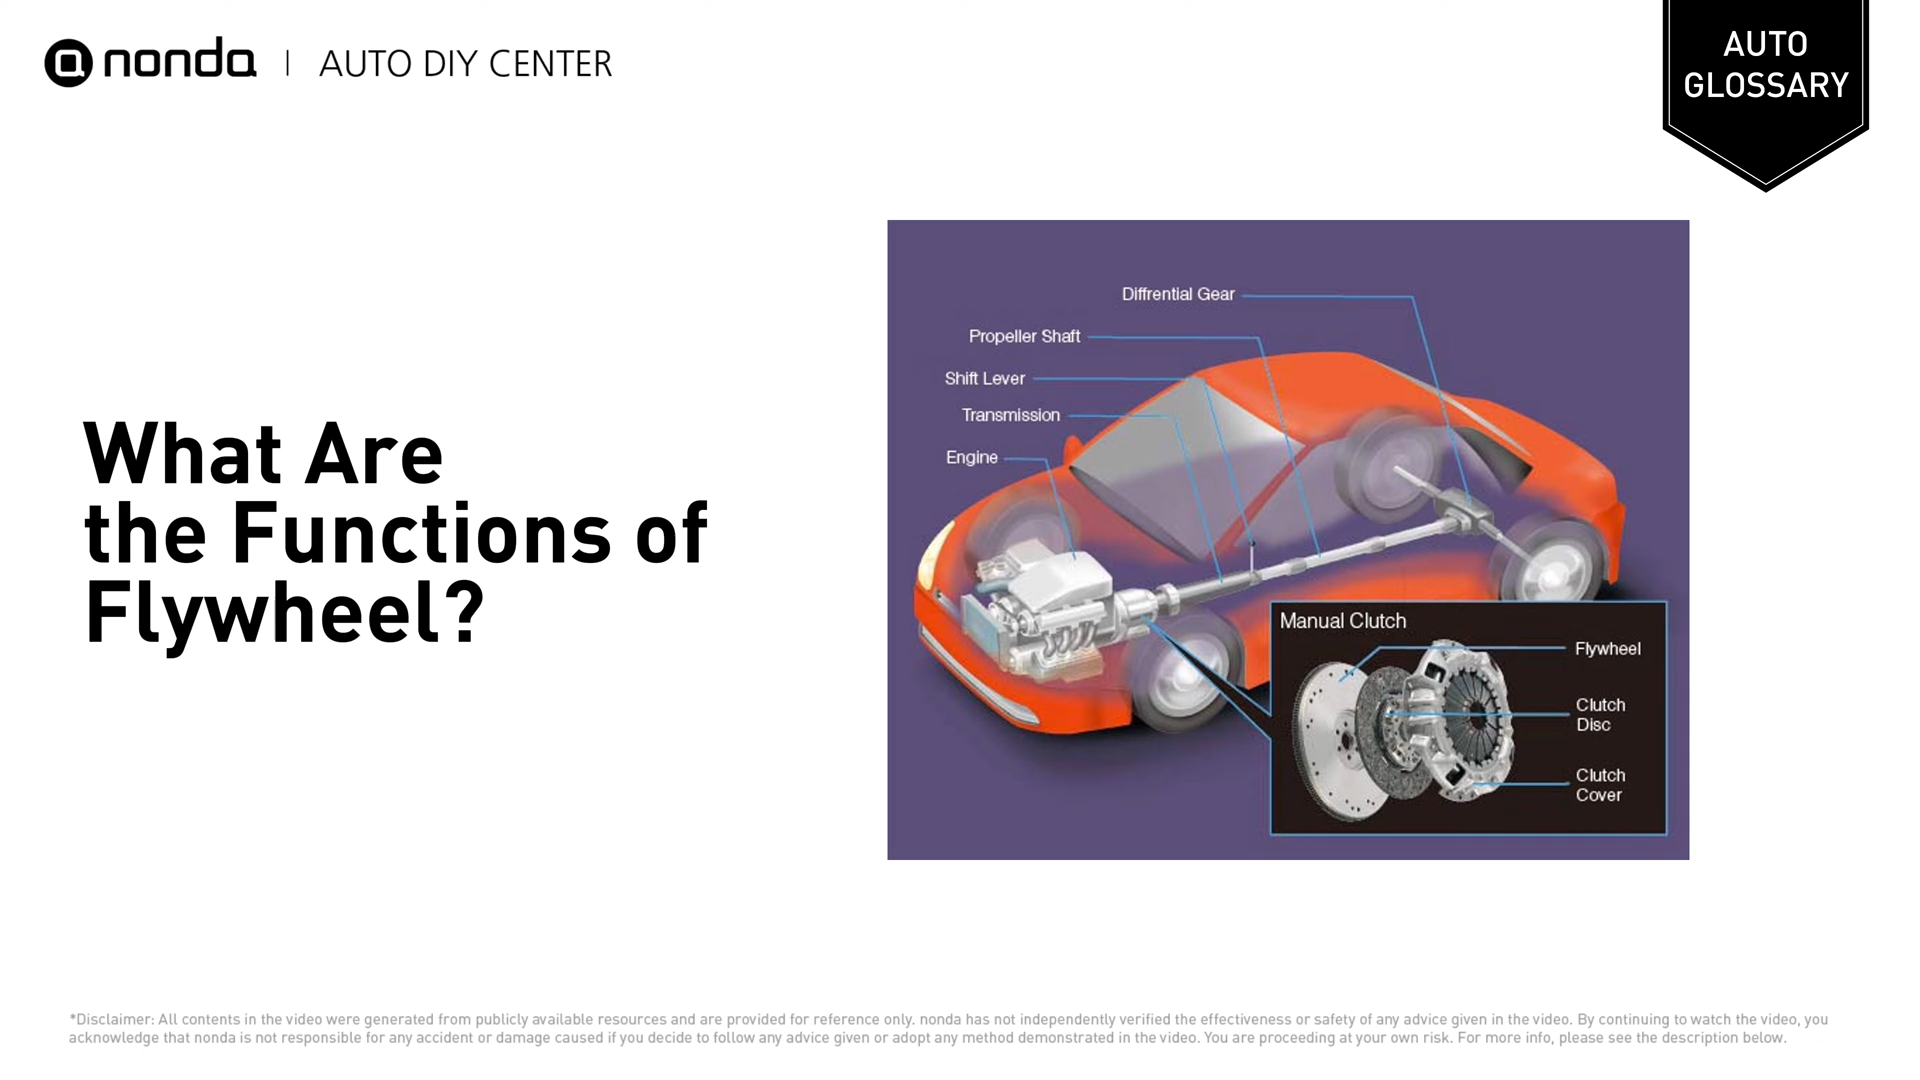 nonda | AUTO DIY CENTER
AUTO
GLOSSARY
What Are
the Functions of
Flywheel?
Diffrential Gear
Propeller Shaft
Shift Lever
Transmission
Engine
Manual Clutch
Flywheel
Clutch
Disc
Clutch
Cover
*Disclaimer: All contents in the video were generated from publicly available resources and are provided for reference only. nonda has not independently verified the effectiveness or safety of any advice given in the video. By continuing to watch the video, you
acknowledge that nonda is not responsible for any accident or damage caused if you decide to follow any advice given or adopt any method demonstrated in the video. You are proceeding at your own risk. For more info, please see the description below.